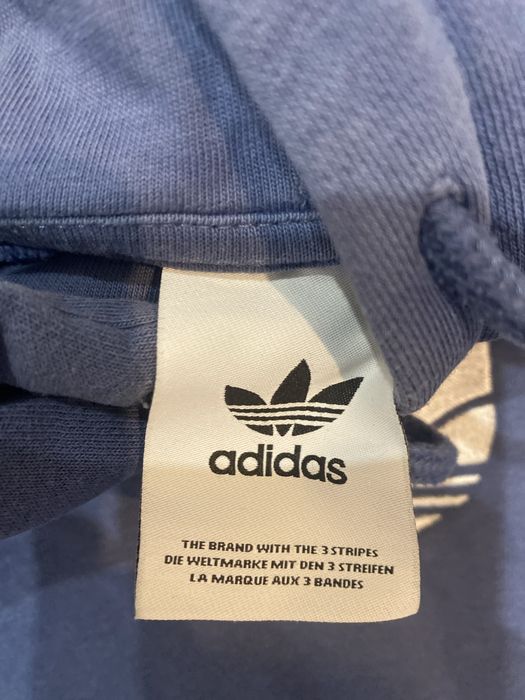 adidas
THE BRAND WITH THE 3 STRIPES
DIE WELTMARKE MIT DEN 3 STREIFEN
LA MARQUE AUX 3 BANDES